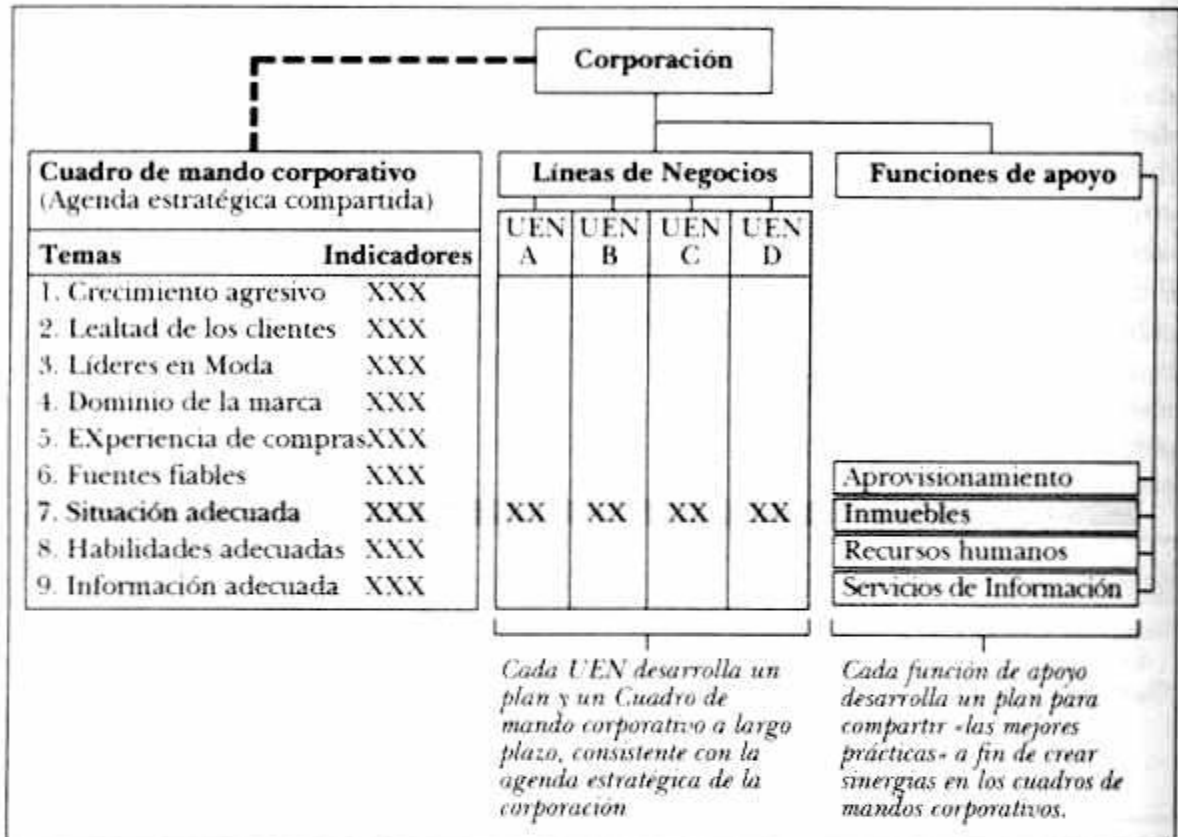 Corporación
Cuadro de mando corporativo
(Agenda estratégica compartida)
Temas Indicadores
1. Crecimiento agresivo XXX
2. Lealtad de los clientes XXX
3. Líderes en Moda XXX
4. Dominio de la marca XXX
5. EXperiencia de comprasXXX
6. Fuentes fiables XXX
7. Situación adecuada XXX
8. Habilidades adecuadas XXX
9. Información adecuada XXX
Líneas de Negocios
UEN UEN UEN UEN
A B C D
XX XX XX XX
Cada UEN desarrolla un
plan y un Cuadro de
mando corporativo a largo
plazo, consistente con la
agenda estratégica de la
corporación
Funciones de apoyo
Aprovisionamiento
Inmuebles
Recursos humanos
Servicios de Información
Cada función de apoyo
desarrolla un plan para
compartir «las mejores
prácticas» a fin de crear
sinergias en los cuadros de
mandos corporativos.